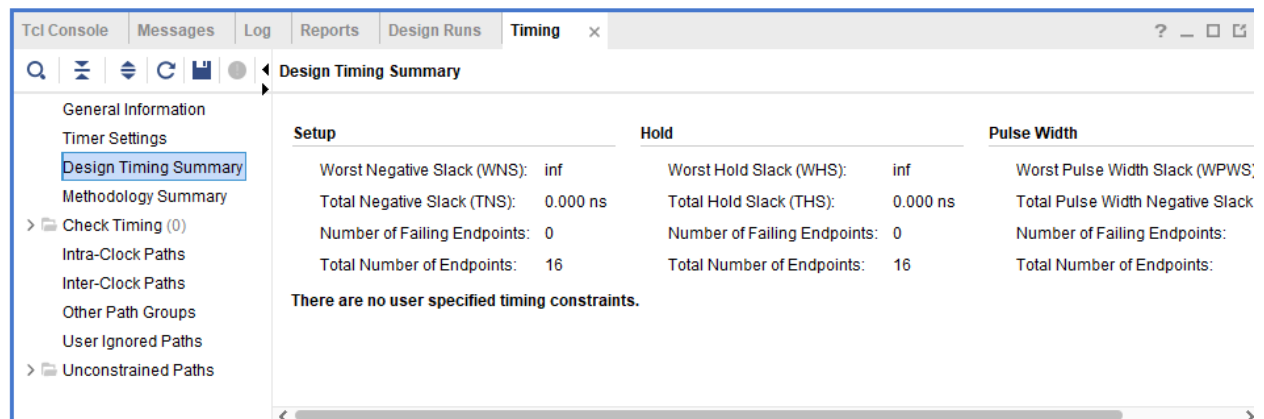 Tcl Console Messages Log Reports Design Runs Timing × ? _
Design Timing Summary
General Information
Timer Settings
Design Timing Summary
Methodology Summary
> Check Timing (0)
Intra-Clock Paths
Inter-Clock Paths
Other Path Groups
User Ignored Paths
> Unconstrained Paths
Setup Hold Pulse Width
Worst Negative Slack (WNS): inf Worst Hold Slack (WHS): inf Worst Pulse Width Slack (WPWS)
Total Negative Slack (TNS): 0.000 ns Total Hold Slack (THS): 0.000 ns Total Pulse Width Negative Slack
Number of Failing Endpoints: 0 Number of Failing Endpoints: 0 Number of Failing Endpoints:
Total Number of Endpoints: 16 Total Number of Endpoints: 16 Total Number of Endpoints:
There are no user specified timing constraints.